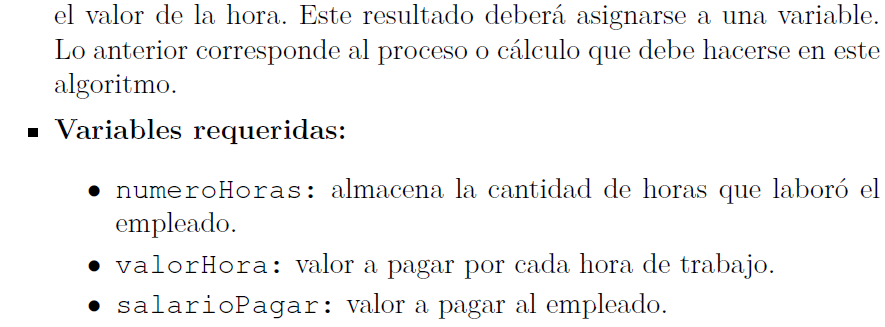 el valor de la hora. Este resultado deberá asignarse a una variable.
Lo anterior corresponde al proceso o cálculo que debe hacerse en este
algoritmo.
▪ Variables requeridas:
• numeroHoras: almacena la cantidad de horas que laboró el
empleado.
• valorHora: valor a pagar por cada hora de trabajo.
• salarioPagar: valor a pagar al empleado.